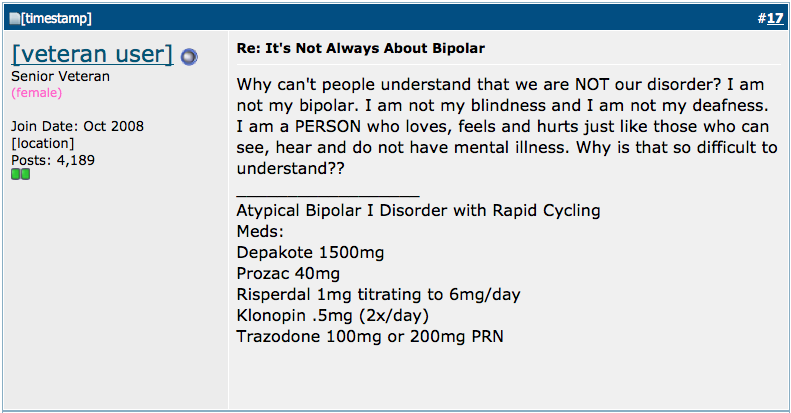 [timestamp]
#17
[veteran user]
Senior Veteran
(female)
Join Date: Oct 2008
[location]
Posts: 4,189
Re: It's Not Always About Bipolar
Why can't people understand that we are NOT our disorder? I am
not my bipolar. I am not my blindness and I am not my deafness.
I am a PERSON who loves, feels and hurts just like those who can
see, hear and do not have mental illness. Why is that so difficult to
understand??
____________________
Atypical Bipolar I Disorder with Rapid Cycling
Meds:
Depakote 1500mg
Prozac 40mg
Risperdal 1mg titrating to 6mg/day
Klonopin .5mg (2x/day)
Trazodone 100mg or 200mg PRN